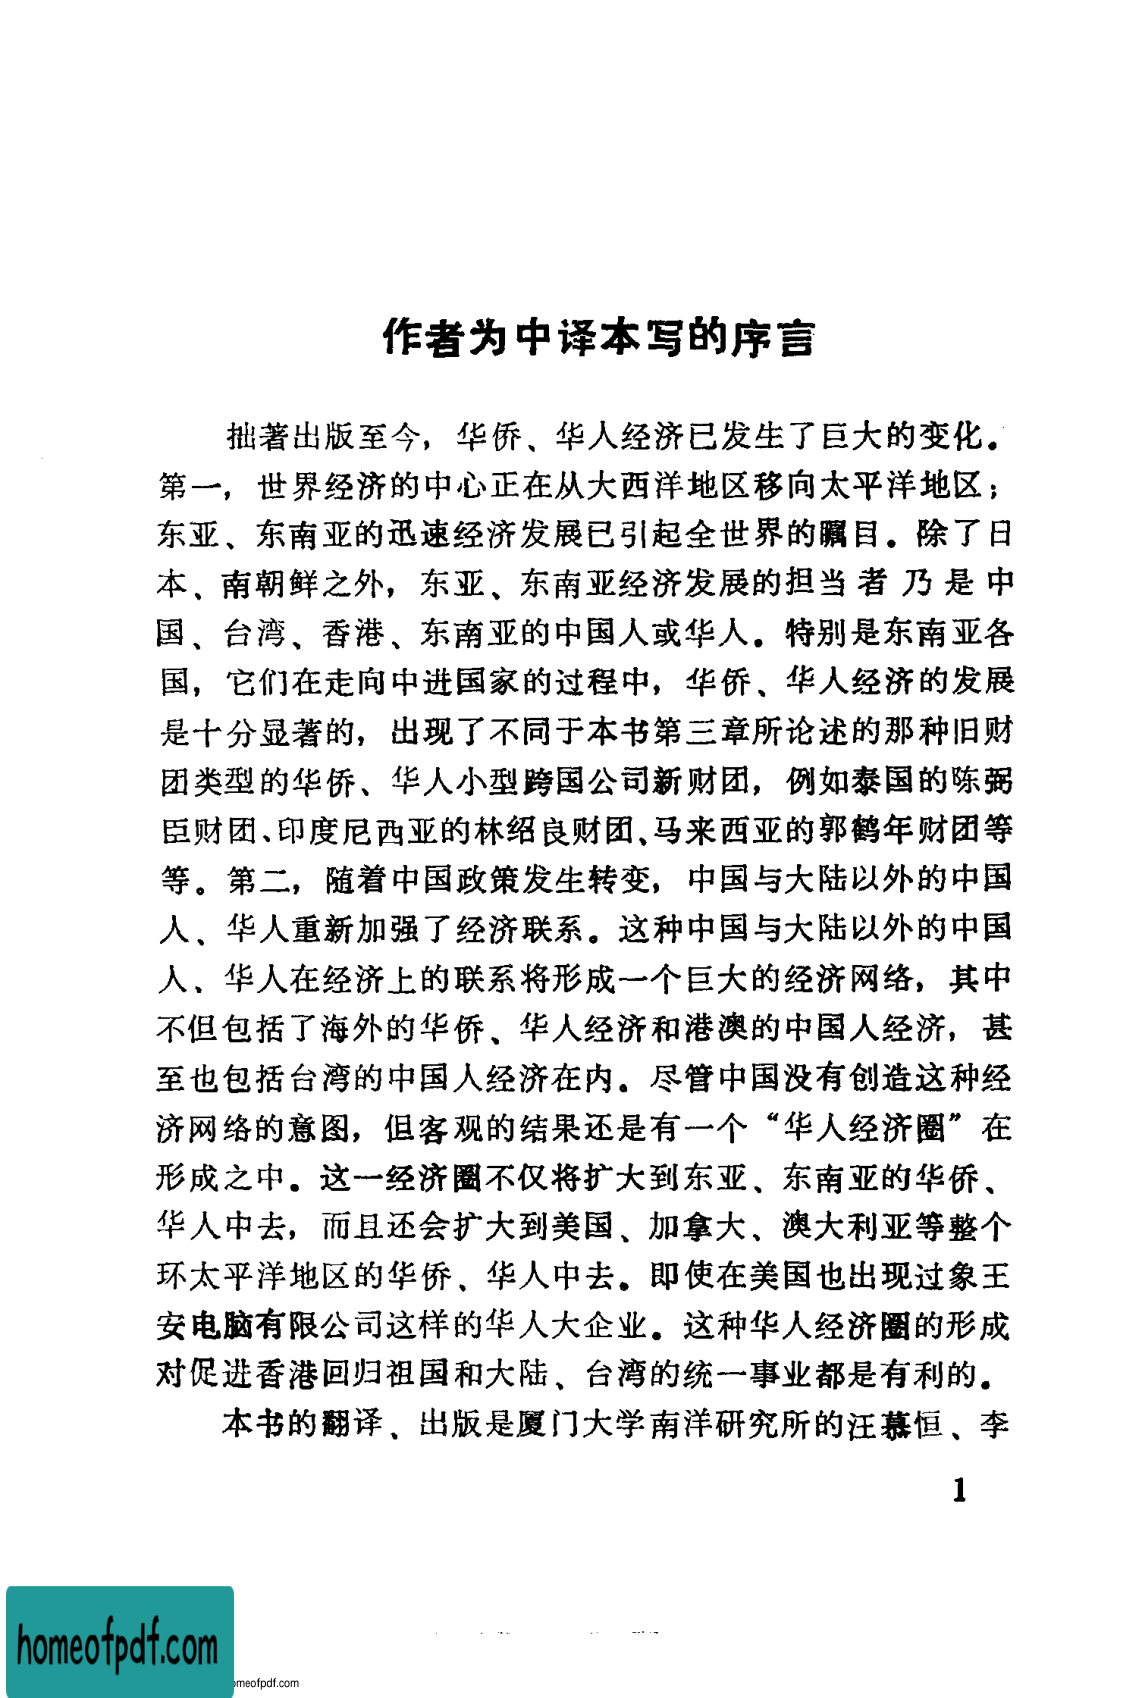 作者为中译本写的序言
拙著出版至今，华侨、华人经济已发生了巨大的变化。
第一，世界经济的中心正在从大西洋地区移向太平洋地区；
东亚、东南亚的迅速经济发展已引起全世界的瞩目。除了日
本、南朝鲜之外，东亚、东南亚经济发展的担当者乃是中
国、台湾、香港、东南亚的中国人或华人。特别是东南亚各
国，它们在走向中进国家的过程中，华侨、华人经济的发展
是十分显著的，出现了不同于本书第三章所论述的那种旧财
团类型的华侨、华人小型跨国公司新财团，例如泰国的陈弼
臣财团、印度尼西亚的林绍良财团、马来西亚的郭鹤年财团等
等。第二，随着中国政策发生转变，中国与大陆以外的中国
人、华人重新加强了经济联系。这种中国与大陆以外的中国
人、华人在经济上的联系将形成一个巨大的经济网络，其中
不但包括了海外的华侨、华人经济和港澳的中国人经济，甚
至也包括台湾的中国人经济在内。尽管中国没有创造这种经
济网络的意图，但客观的结果还是有一个“华人经济圈”在
形成之中。这一经济圈不仅将扩大到东亚、东南亚的华侨、
华人中去，而且还会扩大到美国、加拿大、澳大利亚等整个
环太平洋地区的华侨、华人中去。即使在美国也出现过象王
安电脑有限公司这样的华人大企业。这种华人经济圈的形成
对促进香港回归祖国和大陆、台湾的统一事业都是有利的。
本书的翻译、出版是厦门大学南洋研究所的汪慕恒、李
1
homeofpdf.com
omeofpdf.com